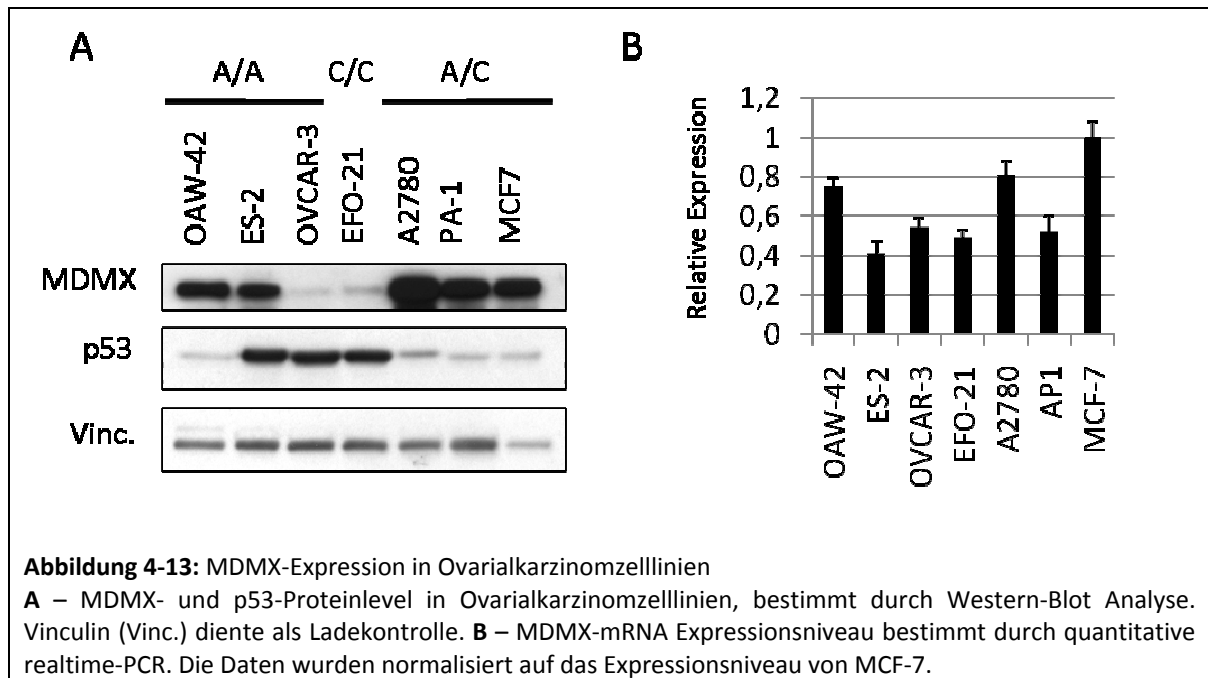 A
A/A C/C A/C
OAW-42
ES-2
OVCAR-3
EFO-21
A2780
PA-1
MCF7
MDMX
p53
Vinc.
B
Relative Expression
1,2
1
0,8
0,6
0,4
0,2
0
OAW-42
ES-2
OVCAR-3
EFO-21
A2780
AP1
MCF-7
Abbildung 4-13: MDMX-Expression in Ovarialkarzinomzelllinien
A – MDMX- und p53-Proteinlevel in Ovarialkarzinomzelllinien, bestimmt durch Western-Blot Analyse.
Vinculin (Vinc.) diente als Ladekontrolle. B – MDMX-mRNA Expressionsniveau bestimmt durch quantitative
realtime-PCR. Die Daten wurden normalisiert auf das Expressionsniveau von MCF-7.